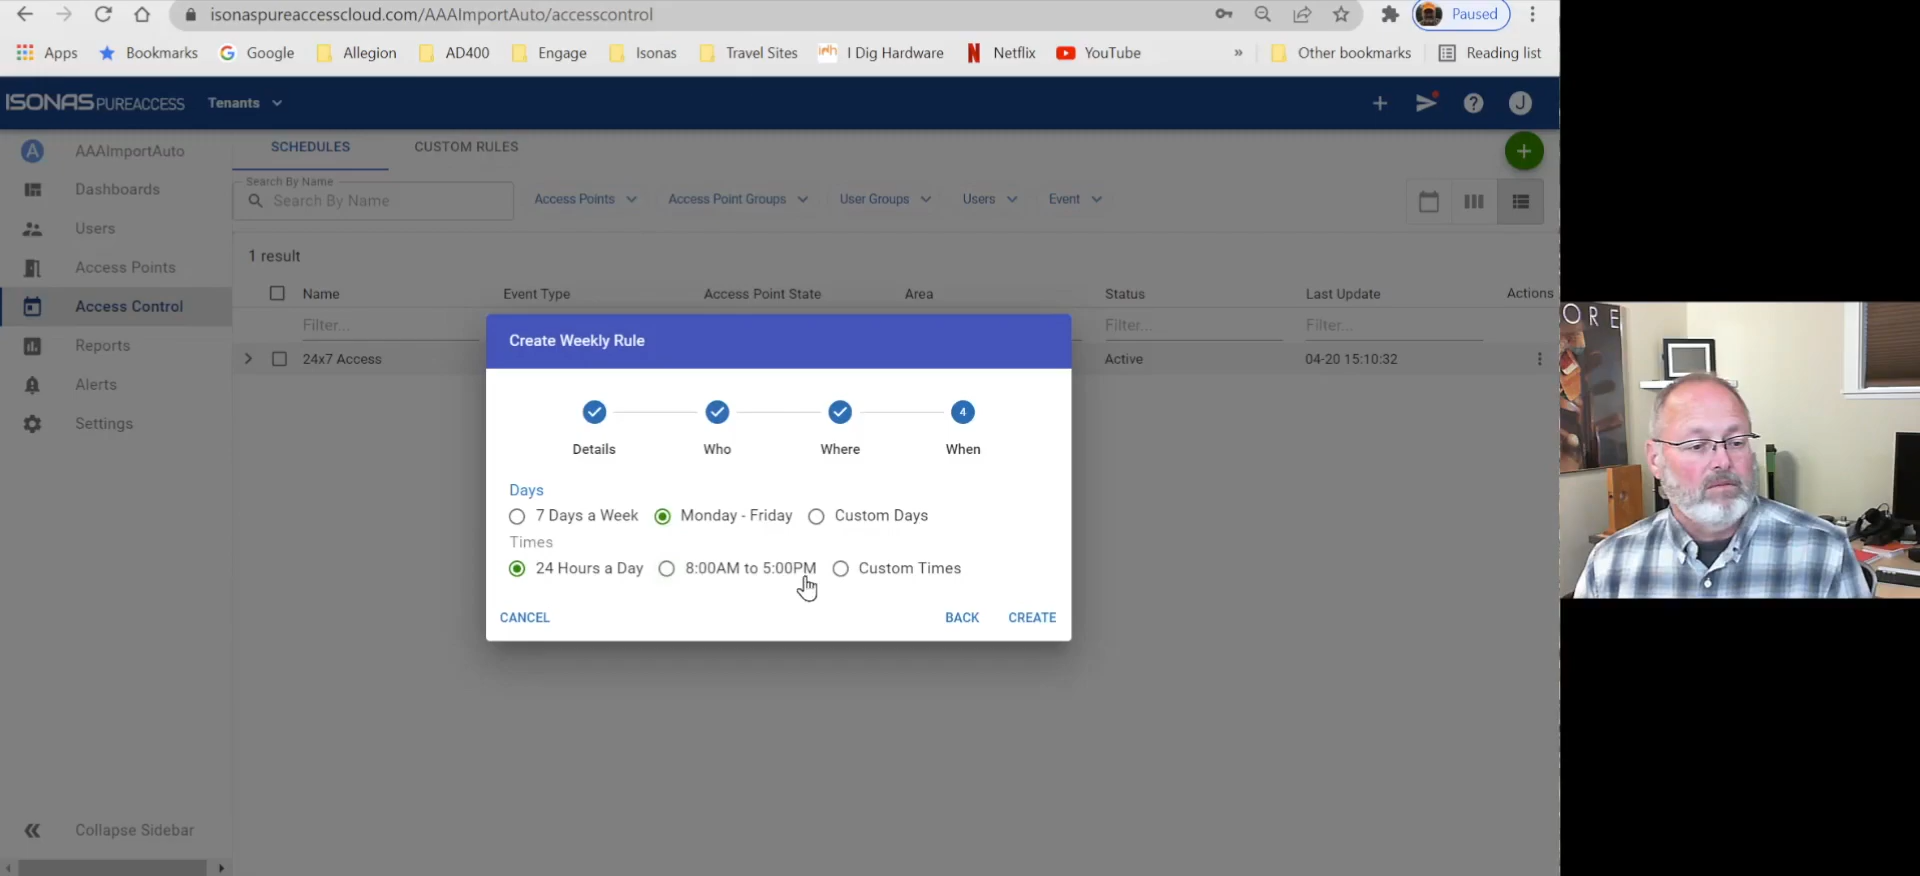 isonaspureaccesscloud.com/AAAImportAuto/accesscontrol
Paused
Apps
Bookmarks
Google
Allegion
AD400
Engage
Isonas
Travel Sites
I Dig Hardware
Netflix
YouTube
»
Other bookmarks
Reading list
ISONAS PUREACCESS
Tenants
J
A
AAAImportAuto
Dashboards
Users
Access Points
Access Control
Reports
Alerts
Settings
Collapse Sidebar
SCHEDULES
CUSTOM RULES
Search By Name
Search By Name
Access Points
Access Point Groups
User Groups
Users
Event
1 result
Name
Event Type
Access Point State
Area
Status
Last Update
Actions
Filter...
Filter...
Filter...
24x7 Access
Active
04-20 15:10:32
Create Weekly Rule
4
Details
Who
Where
When
Days
7 Days a Week
Monday - Friday
Custom Days
Times
24 Hours a Day
8:00AM to 5:00PM
Custom Times
CANCEL
BACK
CREATE
ORE